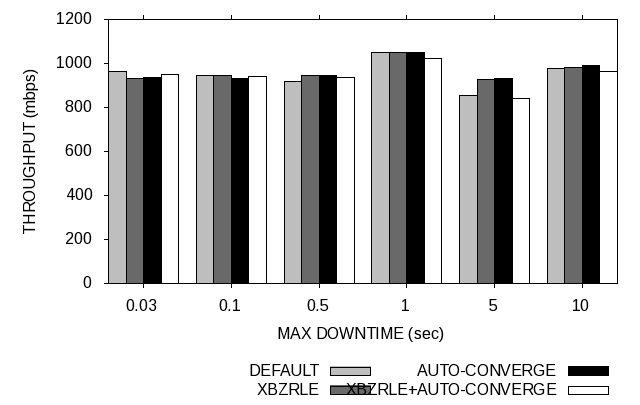 1200
1000
800
600
400
200
0
THROUGHPUT (mbps)
0.03 0.1 0.5 1 5 10
MAX DOWNTIME (sec)
DEFAULT AUTO-CONVERGE
XBZRLE XBZRLE+AUTO-CONVERGE